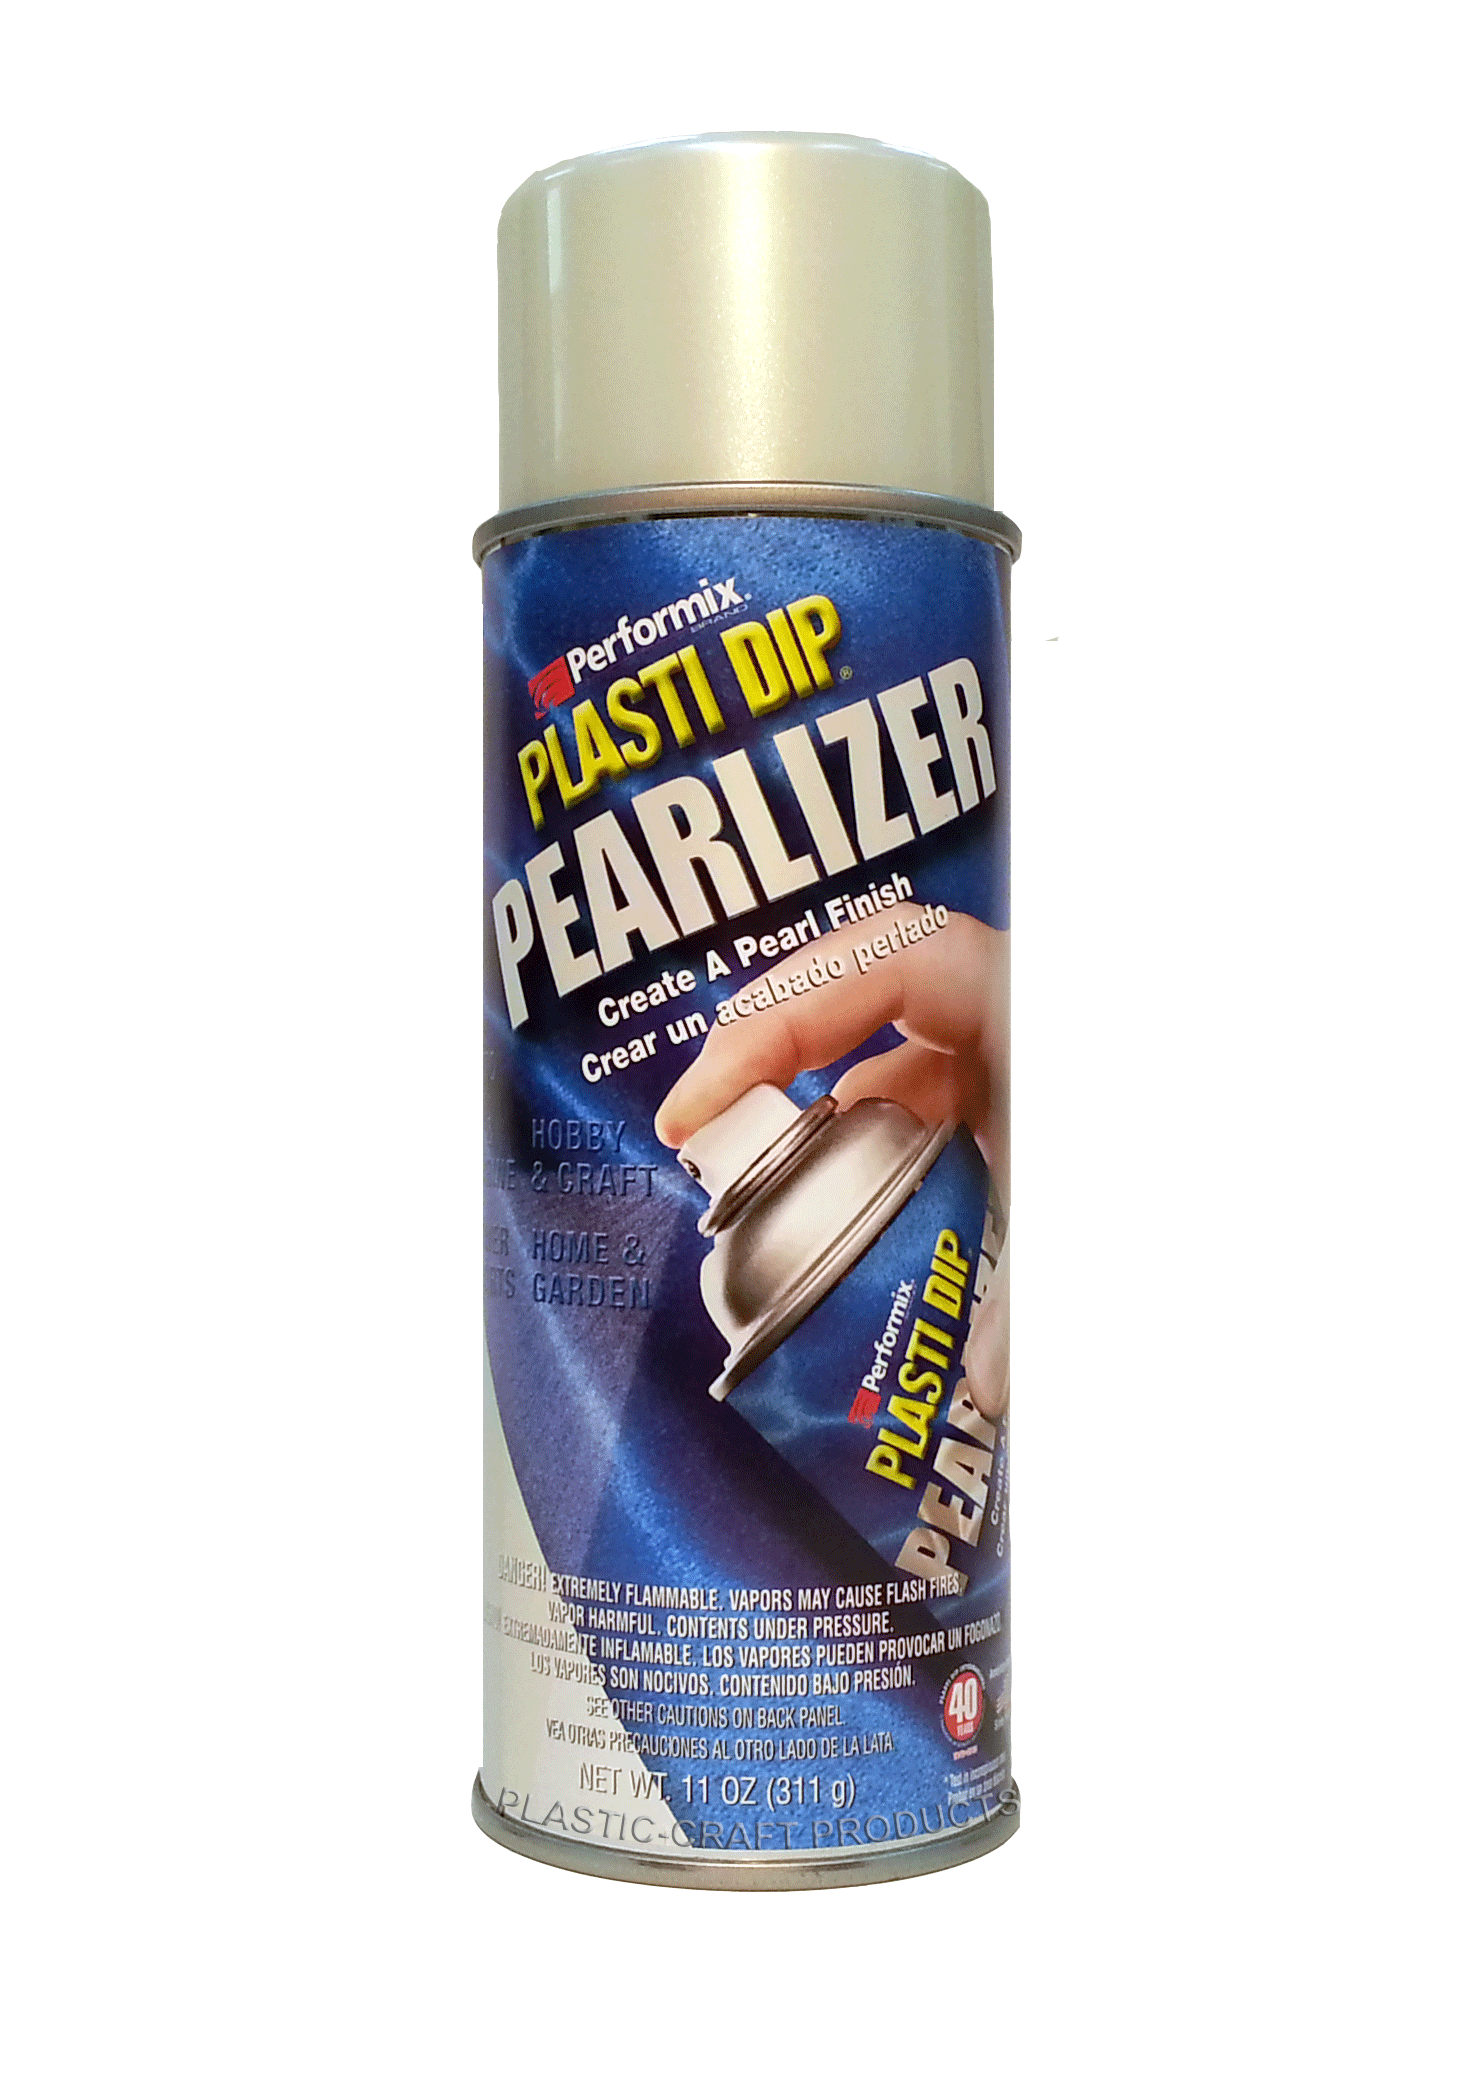 Performix®
BRAND
PLASTI DIP®
PEARLIZER
Create A Pearl Finish
Crear un acabado perlado
HOBBY
& CRAFT
HOME &
GARDEN
Performix
PLASTI DIP
DANGER! EXTREMELY FLAMMABLE. VAPORS MAY CAUSE FLASH FIRES.
VAPOR HARMFUL. CONTENTS UNDER PRESSURE.
EXTREMADAMENTE INFLAMABLE. LOS VAPORES PUEDEN PROVOCAR UN FOGONAZO.
LOS VAPORES SON NOCIVOS. CONTENIDO BAJO PRESIÓN.
SEE OTHER CAUTIONS ON BACK PANEL.
VEA OTRAS PRECAUCIONES AL OTRO LADO DE LA LATA
40
YEARS
NET WT. 11 OZ (311 g)
PLASTIC-CRAFT PRODUCTS